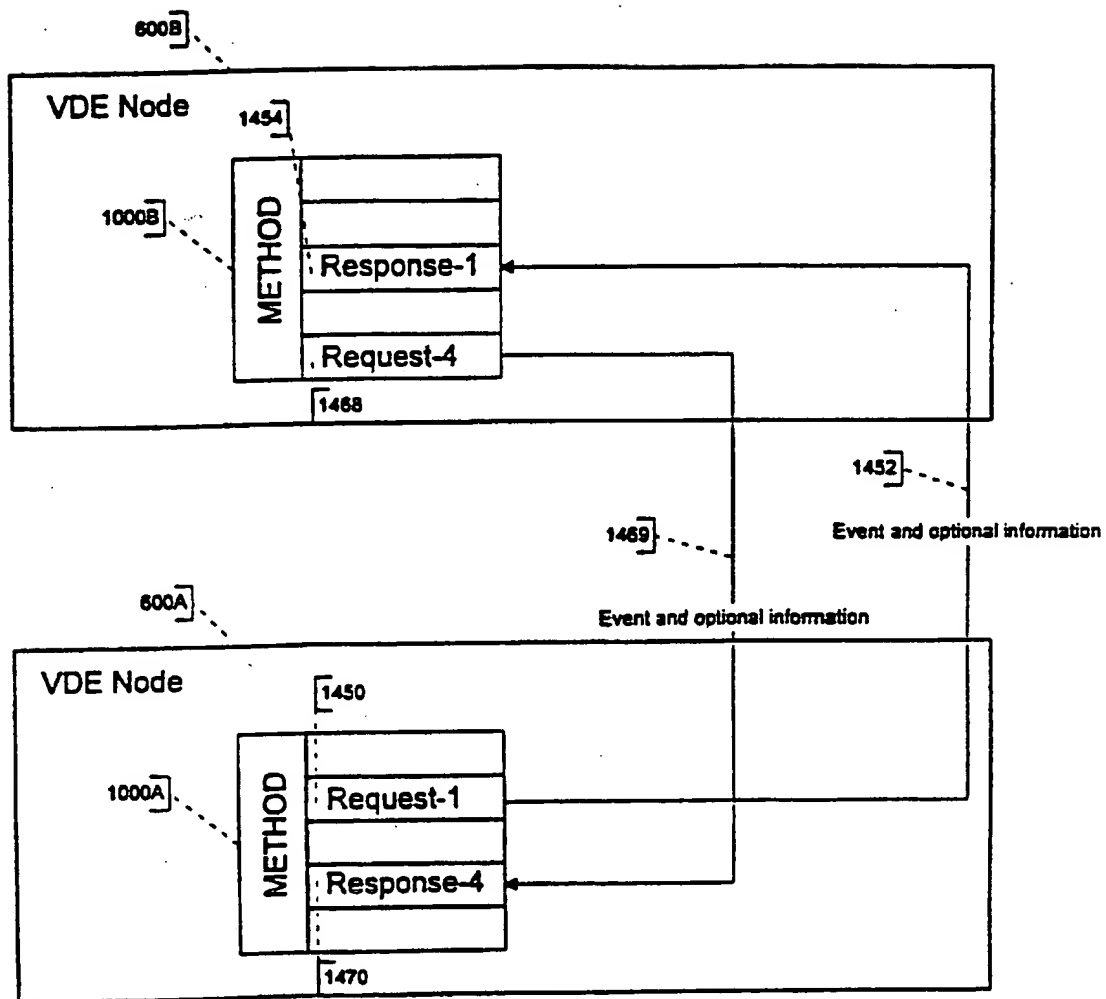 600B
VDE Node
1454
1000B
METHOD
Response-1
Request-4
1468
1452
1469
Event and optional information
600A
Event and optional information
VDE Node
1450
1000A
METHOD
Request-1
Response-4
1470